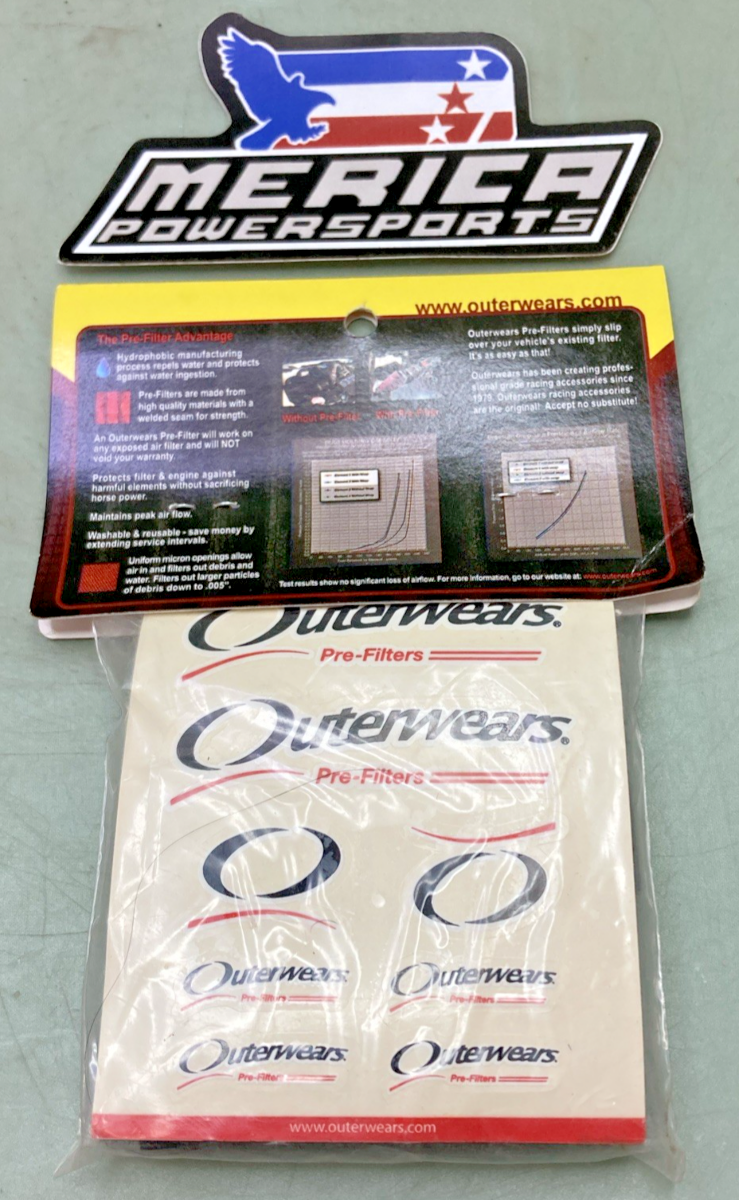 MERICA
POWERSPORTS
www.outerwears.com
The Pre-Filter Advantage
Hydrophobic manufacturing
process repels water and protects
against water ingestion.
Pre-Filters are made from
high quality materials with a
welded seam for strength.
An Outerwears Pre-Filter will work on
any exposed air filter and will NOT
void your warranty.
Protects filter & engine against
harmful elements without sacrificing
horse power.
Maintains peak air flow.
Washable & reusable - save money by
extending service intervals.
Uniform micron openings allow
air in and filters out debris and
water. Filters out larger particles
of debris down to .005".
Without Pre-Filter
With Pre-Filter
Outerwears Pre-Filters simply slip
over your vehicle's existing filter.
It's as easy as that!
Outerwears has been creating profes-
sional grade racing accessories since
1979. Outerwears racing accessories
are the original! Accept no substitute!
Test results show no significant loss of airflow. For more information, go to our website at: www.outerwears.com
Outerwears®
Pre-Filters
Outerwears®
Pre-Filters
Outerwears
Pre-Filters
Outerwears
Pre-Filters
Outerwears
Pre-Filters
Outerwears
Pre-Filters
www.outerwears.com